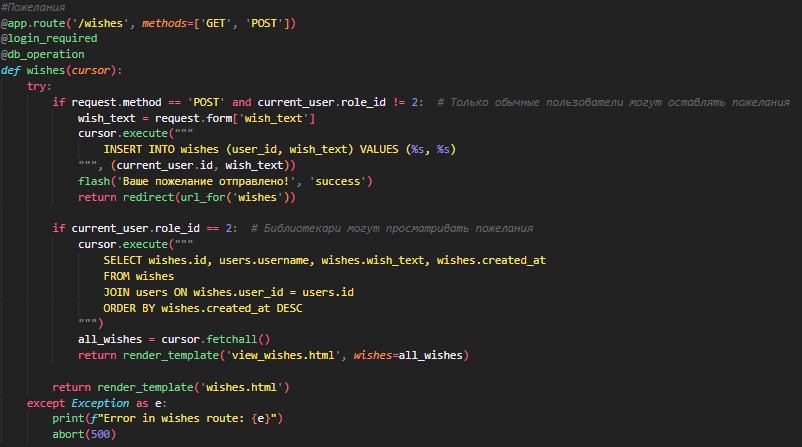 #Пожелания
@app.route('/wishes', methods=['GET', 'POST'])
@login_required
@db_operation
def wishes(cursor):
    try:
        if request.method == 'POST' and current_user.role_id != 2:  # Только обычные пользователи могут оставлять пожелания
            wish_text = request.form['wish_text']
            cursor.execute("""
                INSERT INTO wishes (user_id, wish_text) VALUES (%s, %s)
            """, (current_user.id, wish_text))
            flash('Ваше пожелание отправлено!', 'success')
            return redirect(url_for('wishes'))

        if current_user.role_id == 2:  # Библиотекари могут просматривать пожелания
            cursor.execute("""
                SELECT wishes.id, users.username, wishes.wish_text, wishes.created_at
                FROM wishes
                JOIN users ON wishes.user_id = users.id
                ORDER BY wishes.created_at DESC
            """)
            all_wishes = cursor.fetchall()
            return render_template('view_wishes.html', wishes=all_wishes)

        return render_template('wishes.html')
    except Exception as e:
        print(f"Error in wishes route: {e}")
        abort(500)